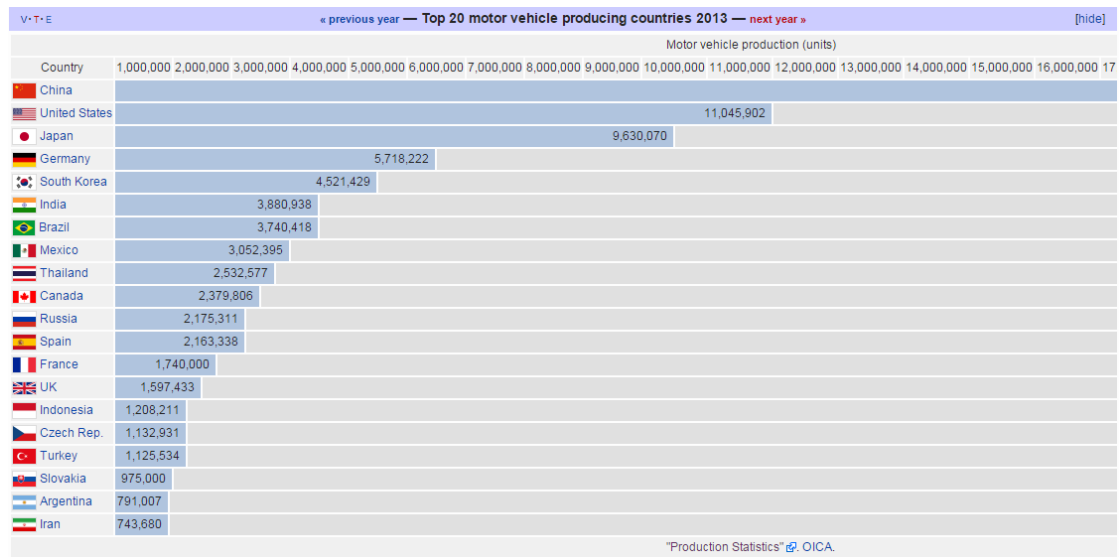 V · T · E « previous year — Top 20 motor vehicle producing countries 2013 — next year » [hide]
Motor vehicle production (units)
Country 1,000,000 2,000,000 3,000,000 4,000,000 5,000,000 6,000,000 7,000,000 8,000,000 9,000,000 10,000,000 11,000,000 12,000,000 13,000,000 14,000,000 15,000,000 16,000,000 17
China
United States 11,045,902
Japan 9,630,070
Germany 5,718,222
South Korea 4,521,429
India 3,880,938
Brazil 3,740,418
Mexico 3,052,395
Thailand 2,532,577
Canada 2,379,806
Russia 2,175,311
Spain 2,163,338
France 1,740,000
UK 1,597,433
Indonesia 1,208,211
Czech Rep. 1,132,931
Turkey 1,125,534
Slovakia 975,000
Argentina 791,007
Iran 743,680
"Production Statistics" . OICA.